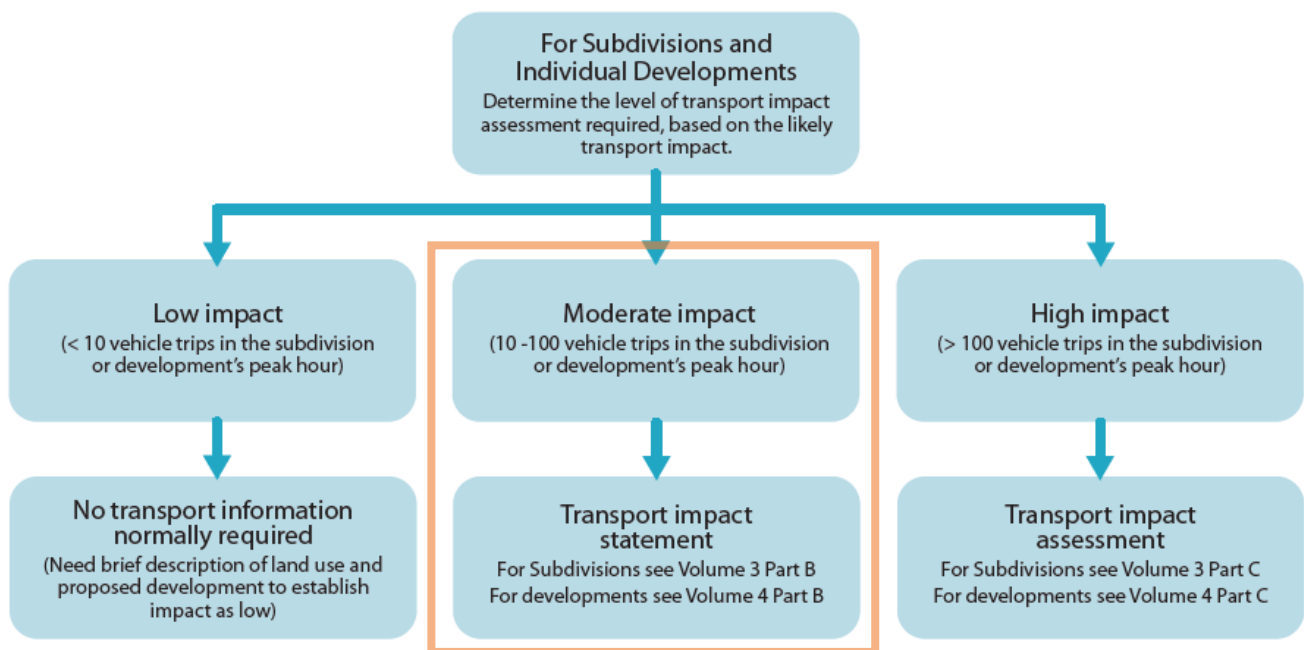 For Subdivisions and
Individual Developments
Determine the level of transport impact
assessment required, based on the likely
transport impact.
Low impact
(< 10 vehicle trips in the subdivision
or development's peak hour)
Moderate impact
(10 -100 vehicle trips in the subdivision
or development's peak hour)
High impact
(> 100 vehicle trips in the subdivision
or development's peak hour)
No transport information
normally required
(Need brief description of land use and
proposed development to establish
impact as low)
Transport impact
statement
For Subdivisions see Volume 3 Part B
For developments see Volume 4 Part B
Transport impact
assessment
For Subdivisions see Volume 3 Part C
For developments see Volume 4 Part C